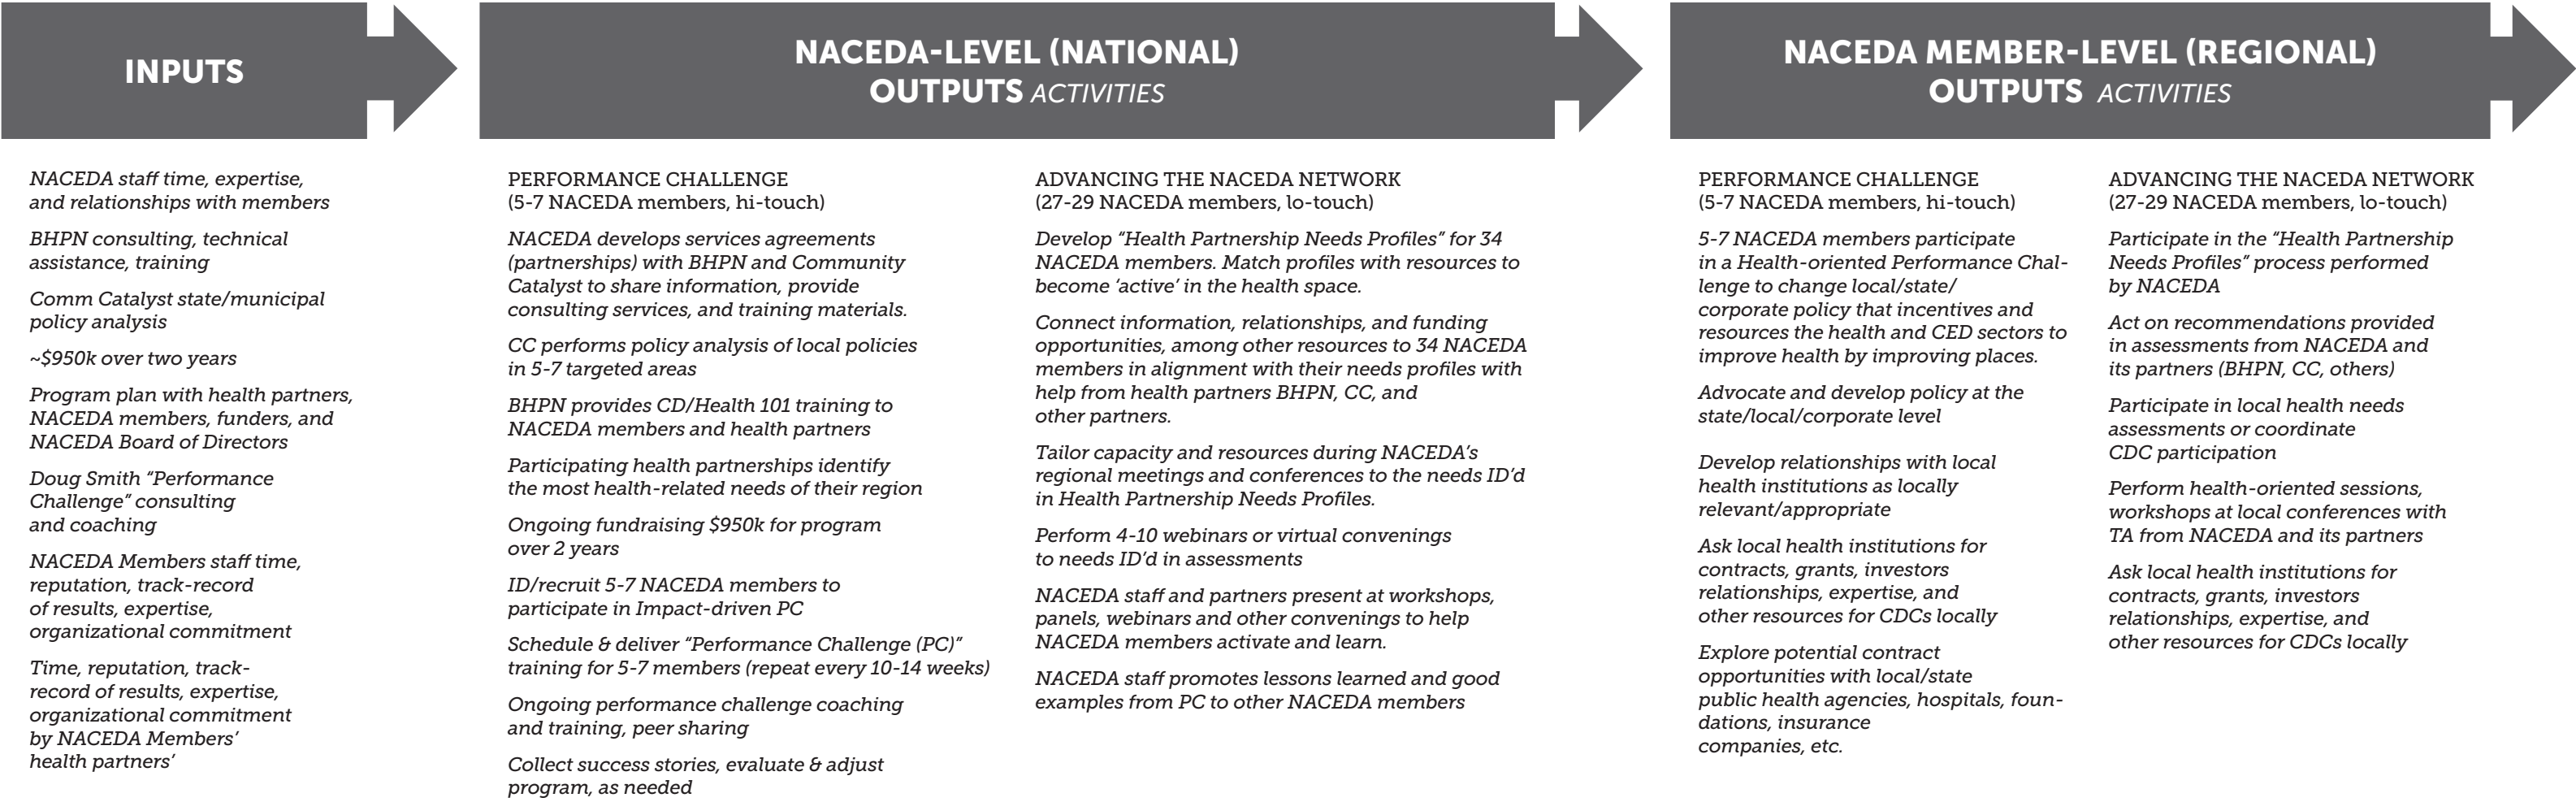 INPUTS
NACEDA staff time, expertise,
and relationships with members
BHPN consulting, technical
assistance, training
Comm Catalyst state/municipal
policy analysis
~$950k over two years
Program plan with health partners,
NACEDA members, funders, and
NACEDA Board of Directors
Doug Smith “Performance
Challenge” consulting
and coaching
NACEDA Members staff time,
reputation, track-record
of results, expertise,
organizational commitment
Time, reputation, track-
record of results, expertise,
organizational commitment
by NACEDA Members’
health partners’
NACEDA-LEVEL (NATIONAL)
OUTPUTS ACTIVITIES
PERFORMANCE CHALLENGE
(5-7 NACEDA members, hi-touch)
NACEDA develops services agreements
(partnerships) with BHPN and Community
Catalyst to share information, provide
consulting services, and training materials.
CC performs policy analysis of local policies
in 5-7 targeted areas
BHPN provides CD/Health 101 training to
NACEDA members and health partners
Participating health partnerships identify
the most health-related needs of their region
Ongoing fundraising $950k for program
over 2 years
ID/recruit 5-7 NACEDA members to
participate in Impact-driven PC
Schedule & deliver “Performance Challenge (PC)”
training for 5-7 members (repeat every 10-14 weeks)
Ongoing performance challenge coaching
and training, peer sharing
Collect success stories, evaluate & adjust
program, as needed
ADVANCING THE NACEDA NETWORK
(27-29 NACEDA members, lo-touch)
Develop “Health Partnership Needs Profiles” for 34
NACEDA members. Match profiles with resources to
become ‘active’ in the health space.
Connect information, relationships, and funding
opportunities, among other resources to 34 NACEDA
members in alignment with their needs profiles with
help from health partners BHPN, CC, and
other partners.
Tailor capacity and resources during NACEDA’s
regional meetings and conferences to the needs ID’d
in Health Partnership Needs Profiles.
Perform 4-10 webinars or virtual convenings
to needs ID’d in assessments
NACEDA staff and partners present at workshops,
panels, webinars and other convenings to help
NACEDA members activate and learn.
NACEDA staff promotes lessons learned and good
examples from PC to other NACEDA members
NACEDA MEMBER-LEVEL (REGIONAL)
OUTPUTS ACTIVITIES
PERFORMANCE CHALLENGE
(5-7 NACEDA members, hi-touch)
5-7 NACEDA members participate
in a Health-oriented Performance Chal-
lenge to change local/state/
corporate policy that incentives and
resources the health and CED sectors to
improve health by improving places.
Advocate and develop policy at the
state/local/corporate level
Develop relationships with local
health institutions as locally
relevant/appropriate
Ask local health institutions for
contracts, grants, investors
relationships, expertise, and
other resources for CDCs locally
Explore potential contract
opportunities with local/state
public health agencies, hospitals, foun-
dations, insurance
companies, etc.
ADVANCING THE NACEDA NETWORK
(27-29 NACEDA members, lo-touch)
Participate in the “Health Partnership
Needs Profiles” process performed
by NACEDA
Act on recommendations provided
in assessments from NACEDA and
its partners (BHPN, CC, others)
Participate in local health needs
assessments or coordinate
CDC participation
Perform health-oriented sessions,
workshops at local conferences with
TA from NACEDA and its partners
Ask local health institutions for
contracts, grants, investors
relationships, expertise, and
other resources for CDCs locally